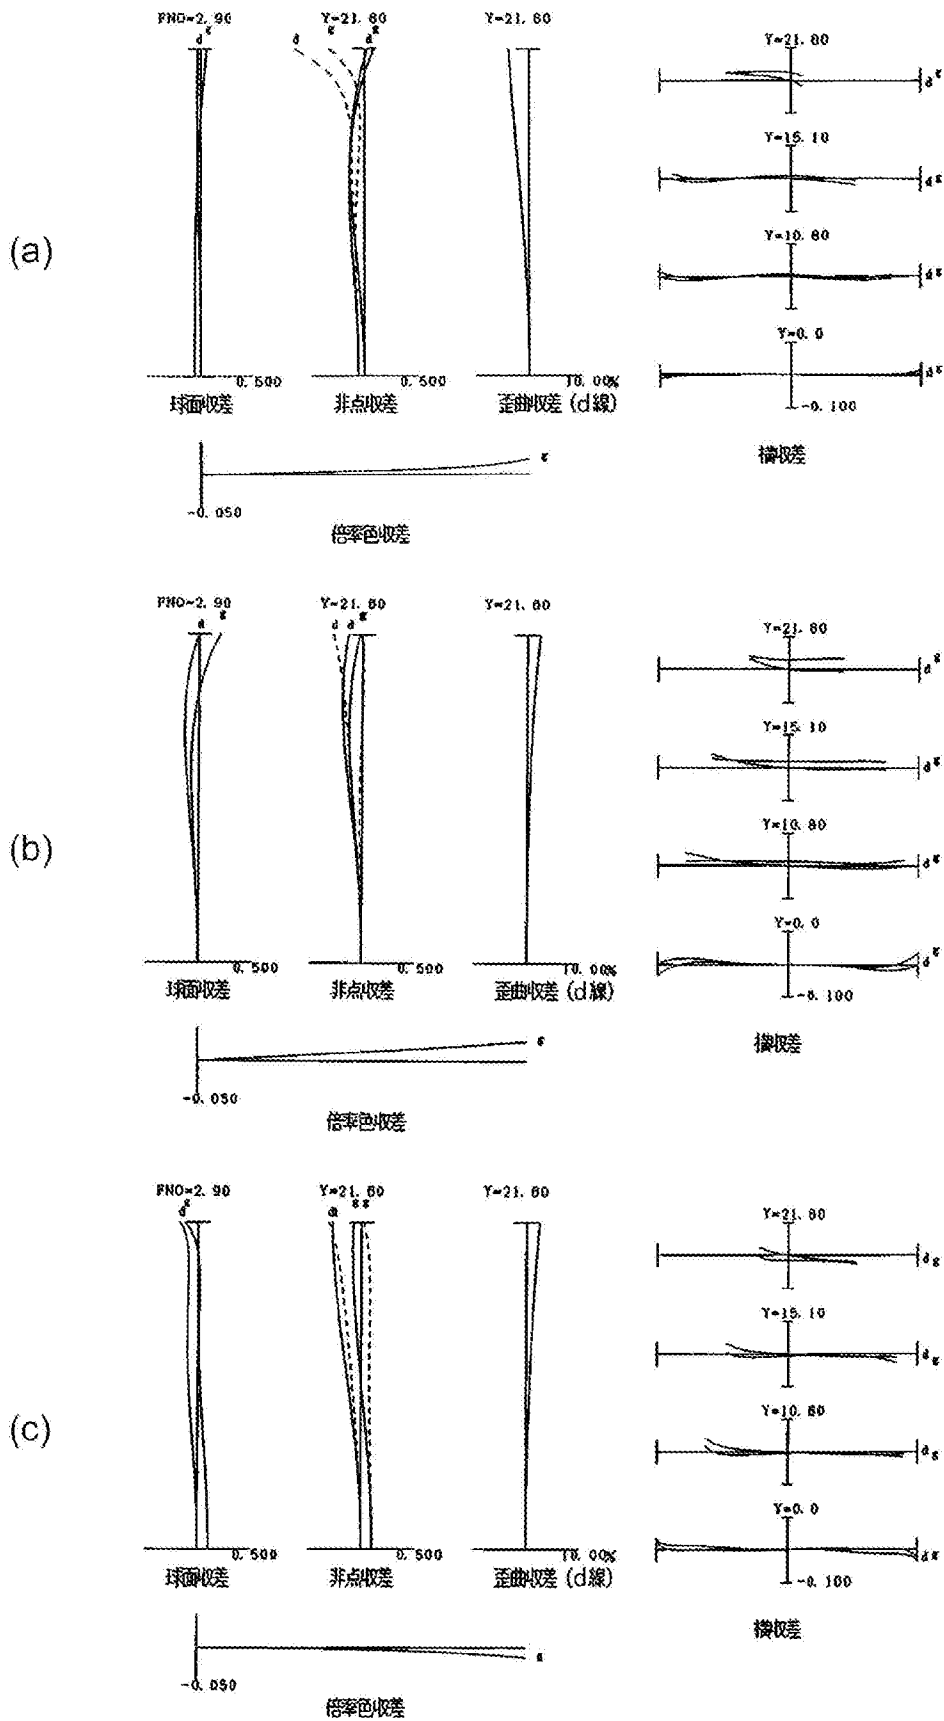 (a)
FNO=2.90
d g
0.500
球面収差
Y=21.60
d g d g
0.500
非点収差
Y=21.60
10.00%
歪曲収差 (d線)
g
-0.050
倍率色収差
Y=21.60
d g
Y=15.10
d g
Y=10.80
d g
Y=0.0
d g
-0.100
横収差
(b)
FNO=2.90
d g
0.500
球面収差
Y=21.60
d d g
0.500
非点収差
Y=21.60
10.00%
歪曲収差 (d線)
g
-0.050
倍率色収差
Y=21.60
d g
Y=15.10
d g
Y=10.80
d g
Y=0.0
d g
-0.100
横収差
(c)
FNO=2.90
d g
0.500
球面収差
Y=21.60
d d g g
0.500
非点収差
Y=21.60
10.00%
歪曲収差 (d線)
g
-0.050
倍率色収差
Y=21.60
d g
Y=15.10
d g
Y=10.80
d g
Y=0.0
d g
-0.100
横収差